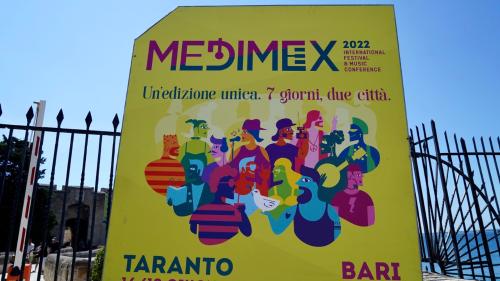 MEDIMEX
2022
INTERNATIONAL
FESTIVAL
& MUSIC
CONFERENCE
Un'edizione unica. 7 giorni, due città.
TARANTO
BARI